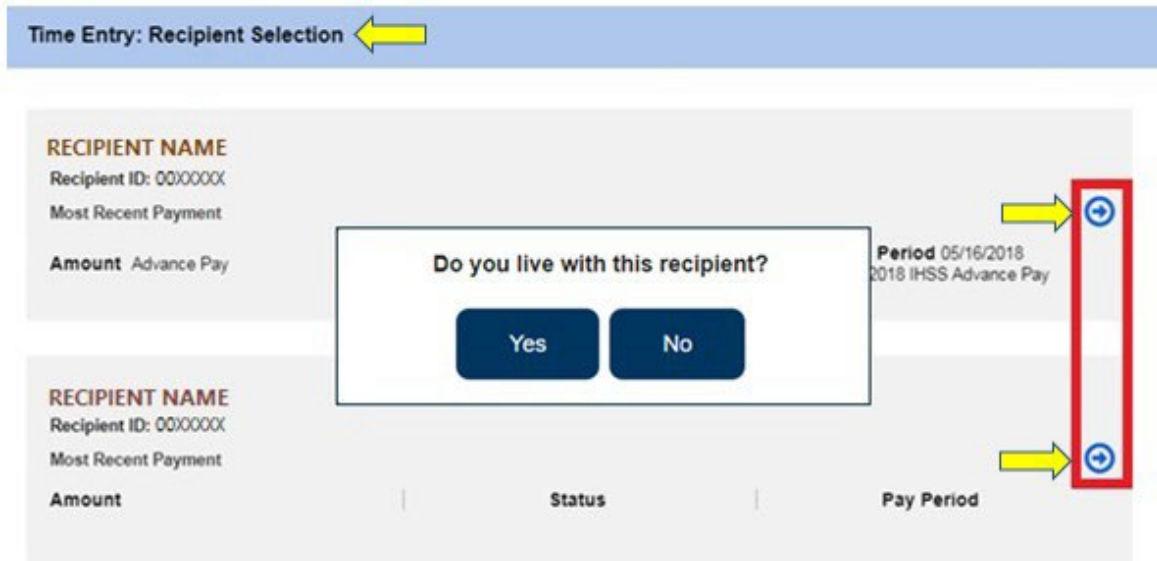 Time Entry: Recipient Selection
RECIPIENT NAME
Recipient ID: 00XXXXX
Most Recent Payment
Amount Advance Pay
Period 05/16/2018
2018 IHSS Advance Pay
Do you live with this recipient?
Yes No
RECIPIENT NAME
Recipient ID: 00XXXXX
Most Recent Payment
Amount Status Pay Period